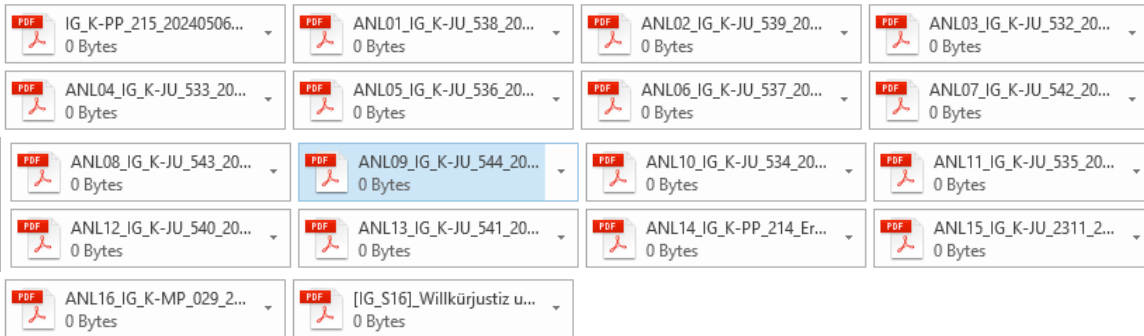 PDF IG_K-PP_215_20240506...
0 Bytes
PDF ANL01_IG_K-JU_538_20...
0 Bytes
PDF ANL02_IG_K-JU_539_20...
0 Bytes
PDF ANL03_IG_K-JU_532_20...
0 Bytes
PDF ANL04_IG_K-JU_533_20...
0 Bytes
PDF ANL05_IG_K-JU_536_20...
0 Bytes
PDF ANL06_IG_K-JU_537_20...
0 Bytes
PDF ANL07_IG_K-JU_542_20...
0 Bytes
PDF ANL08_IG_K-JU_543_20...
0 Bytes
PDF ANL09_IG_K-JU_544_20...
0 Bytes
PDF ANL10_IG_K-JU_534_20...
0 Bytes
PDF ANL11_IG_K-JU_535_20...
0 Bytes
PDF ANL12_IG_K-JU_540_20...
0 Bytes
PDF ANL13_IG_K-JU_541_20...
0 Bytes
PDF ANL14_IG_K-PP_214_Er...
0 Bytes
PDF ANL15_IG_K-JU_2311_2...
0 Bytes
PDF ANL16_IG_K-MP_029_2...
0 Bytes
PDF [IG_S16]_Willkürjustiz u...
0 Bytes